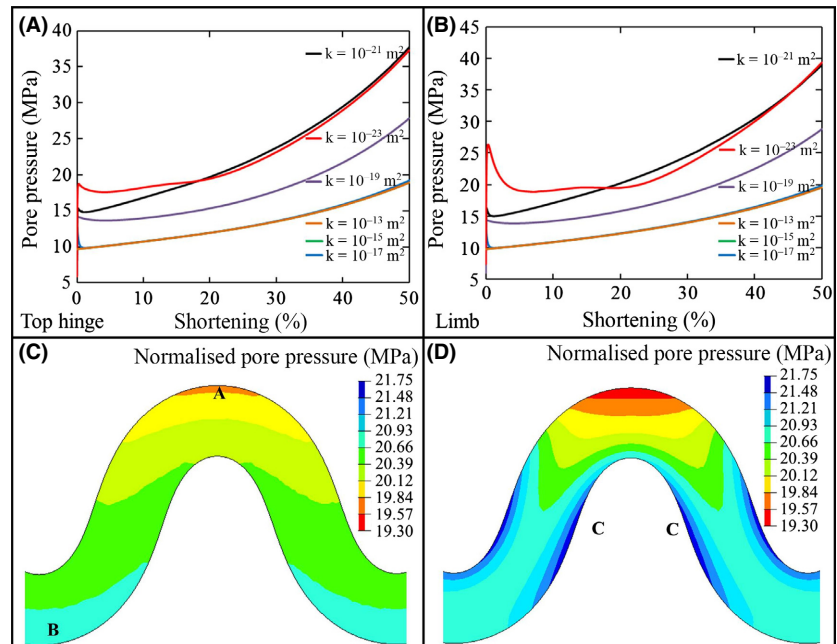 (A)
Pore pressure (MPa)
40
35
30
25
20
15
10
5
k = 10⁻²¹ m²
k = 10⁻²³ m²
k = 10⁻¹⁹ m²
k = 10⁻¹³ m²
k = 10⁻¹⁵ m²
k = 10⁻¹⁷ m²
0 10 20 30 40 50
Top hinge Shortening (%)
(B)
Pore pressure (MPa)
45
40
35
30
25
20
15
10
5
k = 10⁻²¹ m²
k = 10⁻²³ m²
k = 10⁻¹⁹ m²
k = 10⁻¹³ m²
k = 10⁻¹⁵ m²
k = 10⁻¹⁷ m²
0 10 20 30 40 50
Limb Shortening (%)
(C) Normalised pore pressure (MPa)
21.75
21.48
21.21
20.93
20.66
20.39
20.12
19.84
19.57
19.30
A
B
(D) Normalised pore pressure (MPa)
21.75
21.48
21.21
20.93
20.66
20.39
20.12
19.84
19.57
19.30
C C